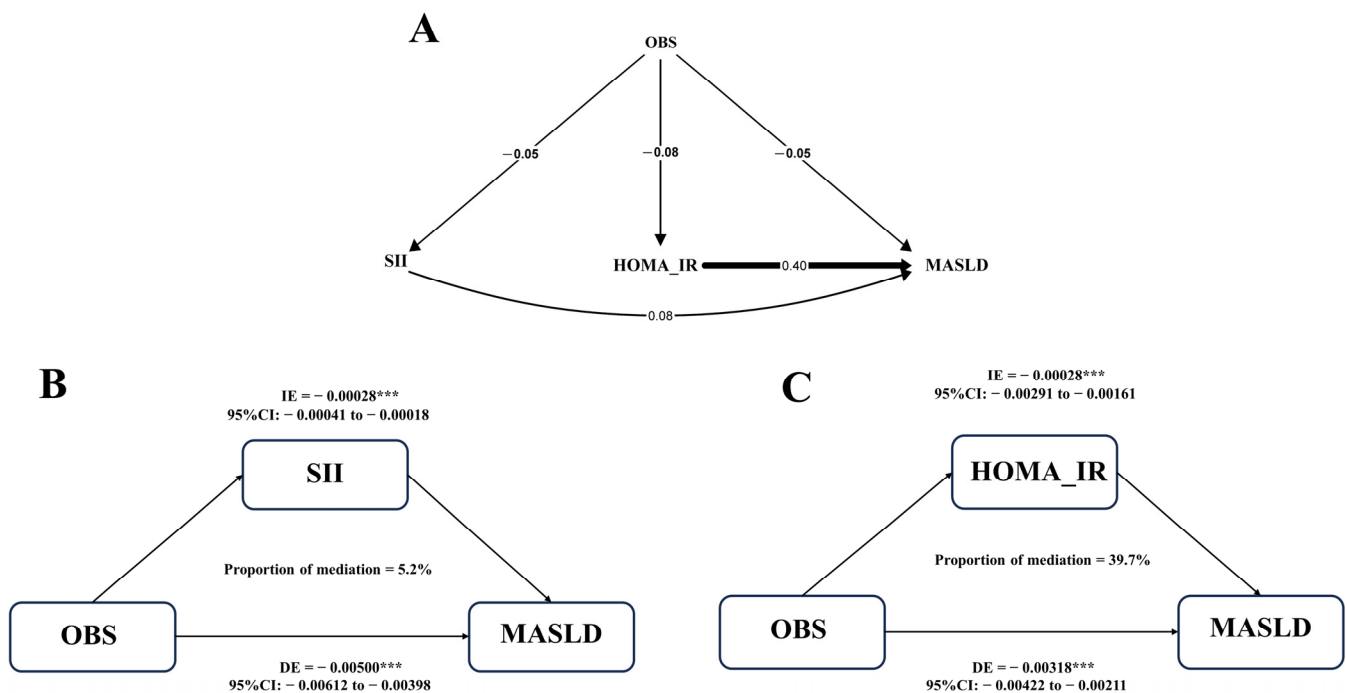 A
OBS
−0.05
−0.08
−0.05
SII
HOMA_IR
0.40
MASLD
0.08
B
IE = − 0.00028***
95%CI: − 0.00041 to − 0.00018
SII
Proportion of mediation = 5.2%
OBS
MASLD
DE = − 0.00500***
95%CI: − 0.00612 to − 0.00398
C
IE = − 0.00028***
95%CI: − 0.00291 to − 0.00161
HOMA_IR
Proportion of mediation = 39.7%
OBS
MASLD
DE = − 0.00318***
95%CI: − 0.00422 to − 0.00211